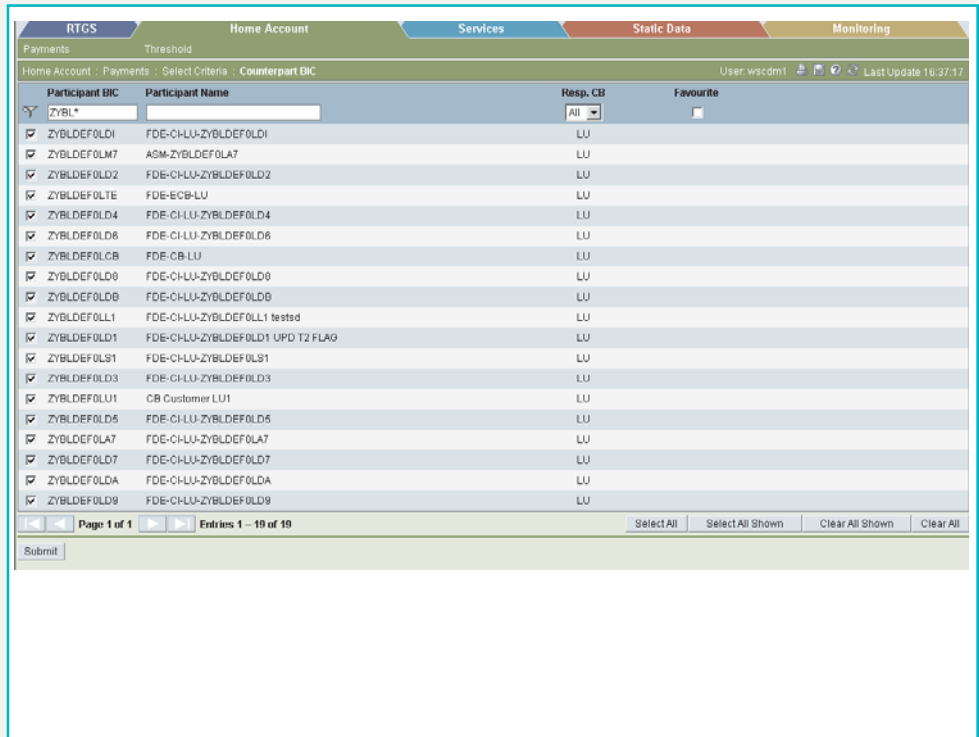 RTGS Home Account Services Static Data Monitoring
Payments Threshold
Home Account : Payments : Select Criteria : Counterpart BIC User: wscdm1 Last Update 16:37:17
Participant BIC Participant Name Resp. CB Favourite
ZYBL* All
ZYBLDEF0LDI FDE-CI-LU-ZYBLDEF0LDI LU
ZYBLDEF0LM7 ASM-ZYBLDEF0LA7 LU
ZYBLDEF0LD2 FDE-CI-LU-ZYBLDEF0LD2 LU
ZYBLDEF0LTE FDE-ECB-LU LU
ZYBLDEF0LD4 FDE-CI-LU-ZYBLDEF0LD4 LU
ZYBLDEF0LD6 FDE-CI-LU-ZYBLDEF0LD6 LU
ZYBLDEF0LCB FDE-CB-LU LU
ZYBLDEF0LD8 FDE-CI-LU-ZYBLDEF0LD8 LU
ZYBLDEF0LDB FDE-CI-LU-ZYBLDEF0LDB LU
ZYBLDEF0LL1 FDE-CI-LU-ZYBLDEF0LL1 testsd LU
ZYBLDEF0LD1 FDE-CI-LU-ZYBLDEF0LD1 UPD T2 FLAG LU
ZYBLDEF0LS1 FDE-CI-LU-ZYBLDEF0LS1 LU
ZYBLDEF0LD3 FDE-CI-LU-ZYBLDEF0LD3 LU
ZYBLDEF0LU1 CB Customer LU1 LU
ZYBLDEF0LD5 FDE-CI-LU-ZYBLDEF0LD5 LU
ZYBLDEF0LA7 FDE-CI-LU-ZYBLDEF0LA7 LU
ZYBLDEF0LD7 FDE-CI-LU-ZYBLDEF0LD7 LU
ZYBLDEF0LDA FDE-CI-LU-ZYBLDEF0LDA LU
ZYBLDEF0LD9 FDE-CI-LU-ZYBLDEF0LD9 LU
Page 1 of 1 Entries 1 – 19 of 19 Select All Select All Shown Clear All Shown Clear All
Submit